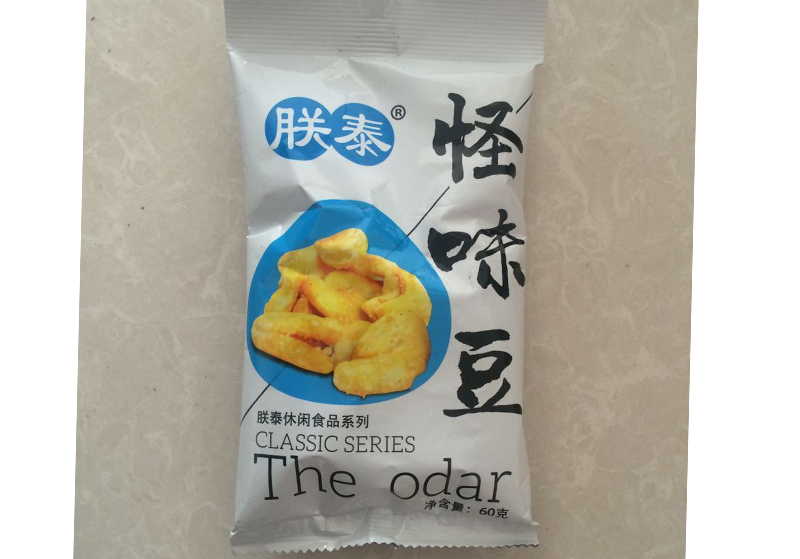 朕泰®
怪味豆
朕泰休闲食品系列
CLASSIC SERIES
The odar
净含量：60克